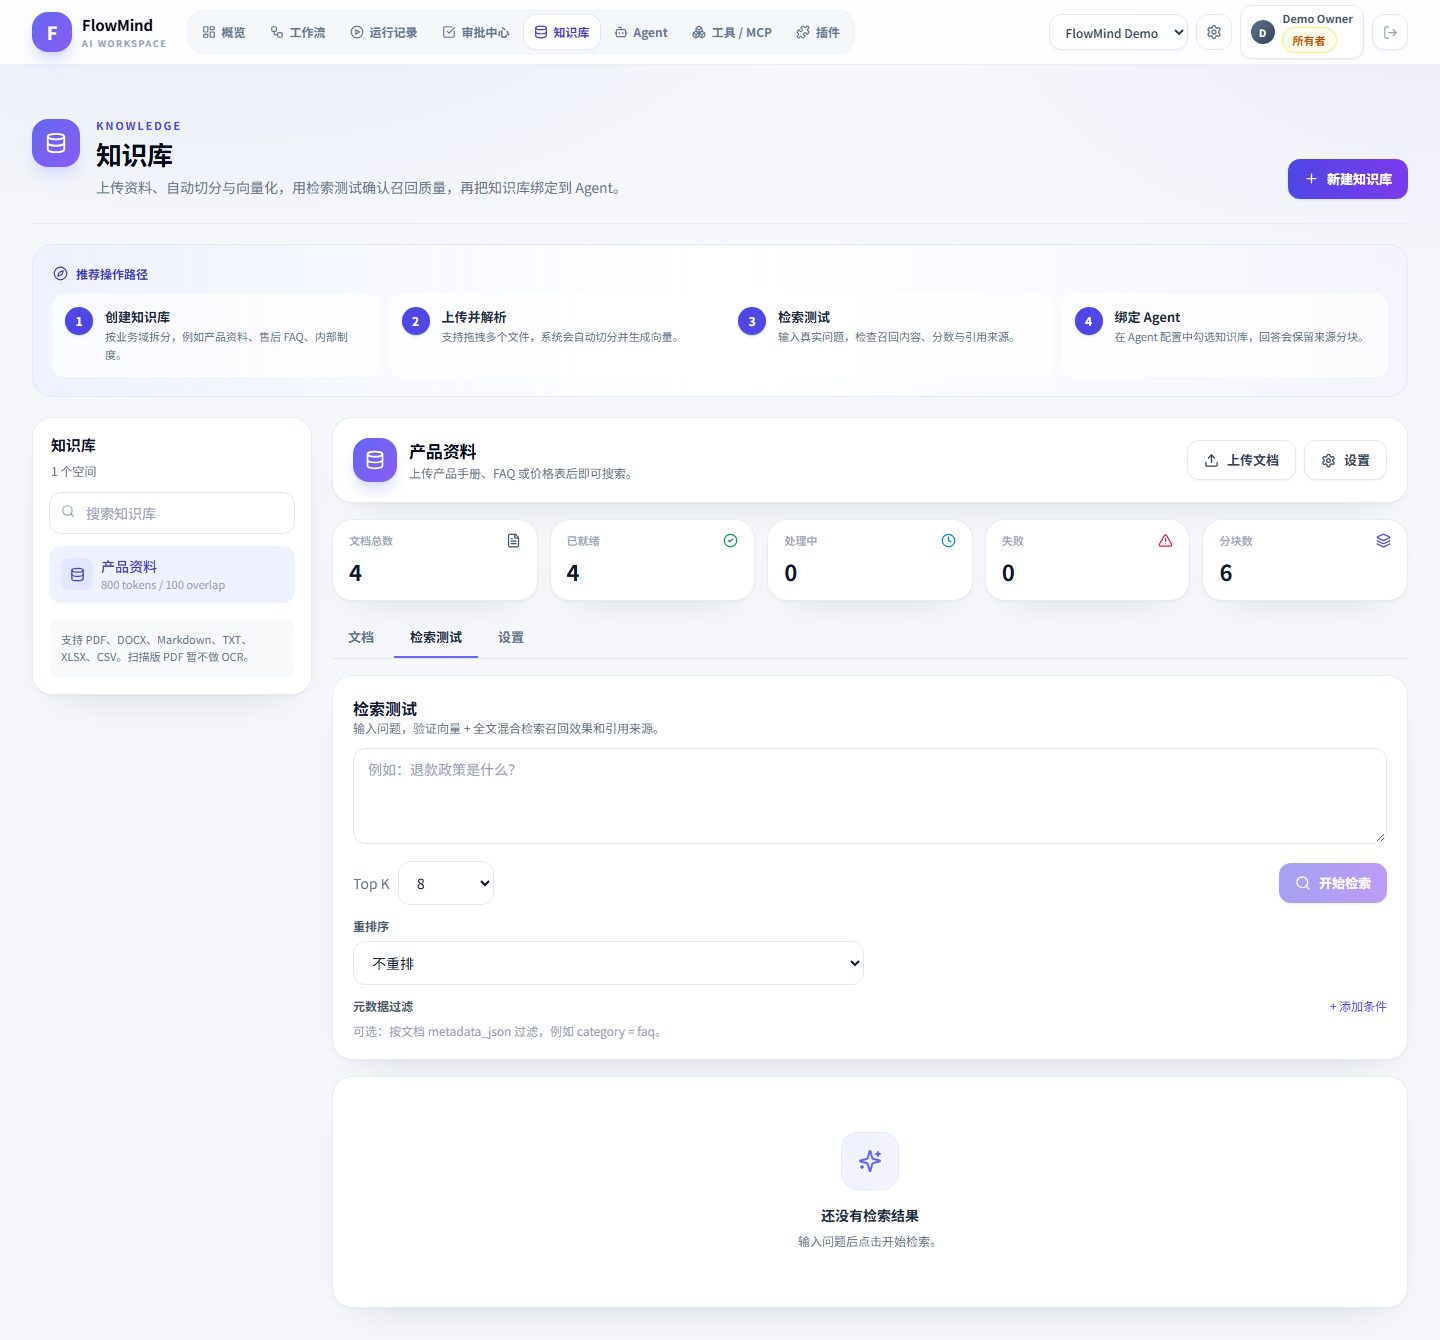 F
FlowMind
AI WORKSPACE
概览
工作流
运行记录
审批中心
知识库
Agent
工具 / MCP
插件
FlowMind Demo
D
Demo Owner
所有者
KNOWLEDGE
知识库
上传资料、自动切分与向量化，用检索测试确认召回质量，再把知识库绑定到 Agent。
新建知识库
推荐操作路径
1
创建知识库
按业务域拆分，例如产品资料、售后 FAQ、内部制
度。
2
上传并解析
支持拖拽多个文件，系统会自动切分并生成向量。
3
检索测试
输入真实问题，检查召回内容、分数与引用来源。
4
绑定 Agent
在 Agent 配置中勾选知识库，回答会保留来源分块。
知识库
1 个空间
搜索知识库
产品资料
800 tokens / 100 overlap
支持 PDF、DOCX、Markdown、TXT、
XLSX、CSV。扫描版 PDF 暂不做 OCR。
产品资料
上传产品手册、FAQ 或价格表后即可搜索。
上传文档
设置
文档总数
4
已就绪
4
处理中
0
失败
0
分块数
6
文档
检索测试
设置
检索测试
输入问题，验证向量 + 全文混合检索召回效果和引用来源。
例如：退款政策是什么？
Top K
8
开始检索
重排序
不重排
元数据过滤
+ 添加条件
可选：按文档 metadata_json 过滤，例如 category = faq。
还没有检索结果
输入问题后点击开始检索。